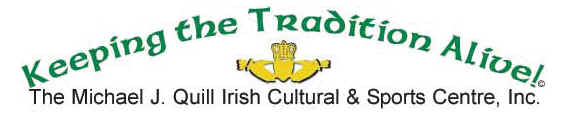 Keeping the Tradition Alive!©
The Michael J. Quill Irish Cultural & Sports Centre, Inc.